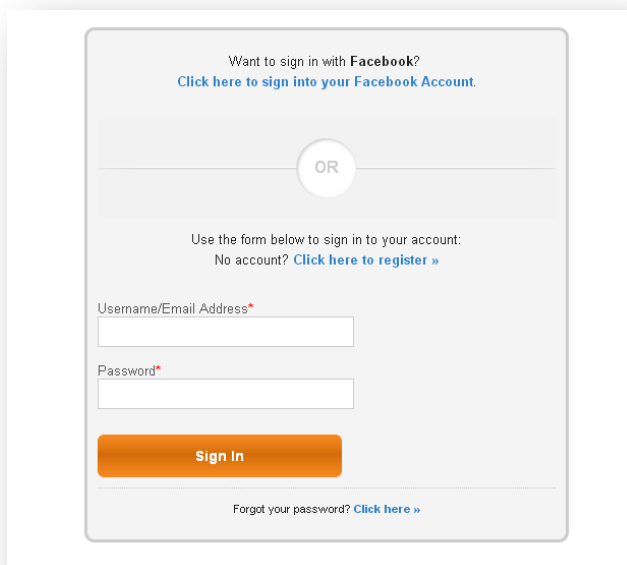 Want to sign in with Facebook?
Click here to sign into your Facebook Account.
OR
Use the form below to sign in to your account:
No account? Click here to register »
Username/Email Address*
Password*
Sign In
Forgot your password? Click here »